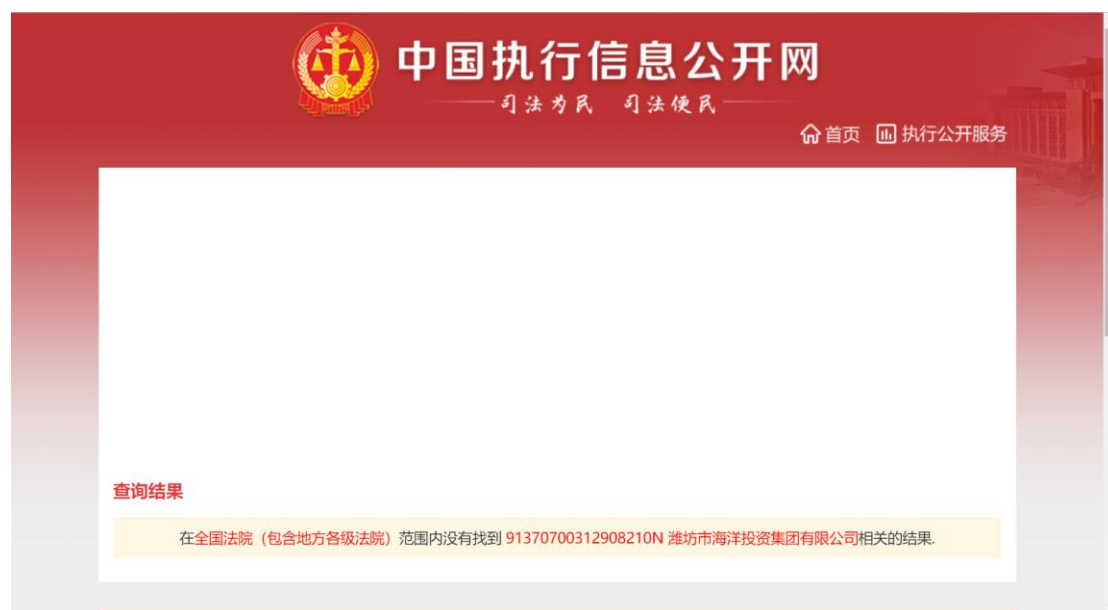 中国执行信息公开网
司法为民 司法便民
首页 执行公开服务
查询结果
在全国法院（包含地方各级法院）范围内没有找到 91370700312908210N 潍坊市海洋投资集团有限公司相关的结果.